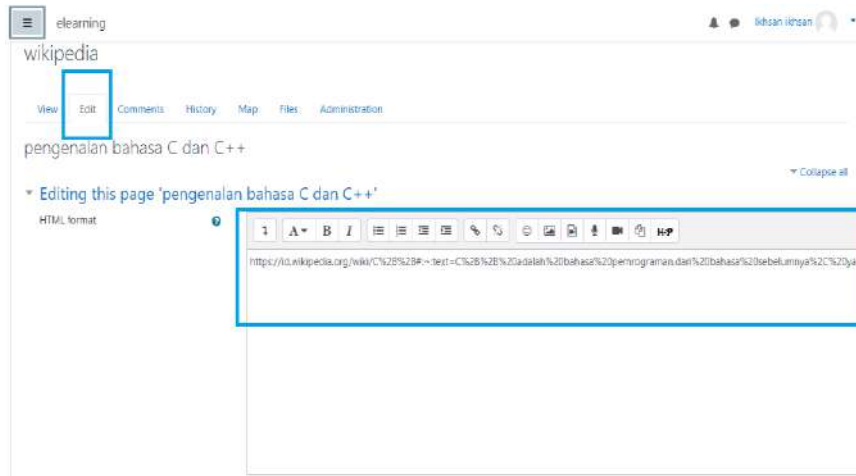 elearning
Ikhsan ikhsan
wikipedia
View Edit Comments History Map Files Administration
pengenalan bahasa C dan C++
Collapse all
Editing this page 'pengenalan bahasa C dan C++'
HTML format
A B I H-P
https://id.wikipedia.org/wiki/C%2B%2B#:~:text=C%2B%2B%20adalah%20bahasa%20pemrograman,dan%20bahasa%20sebelumnya%2C%20ya